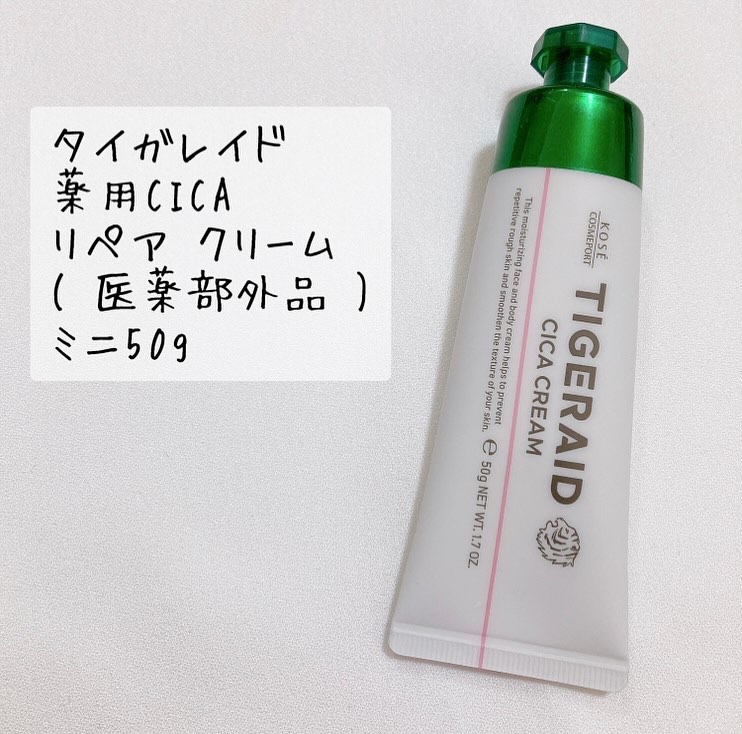 タイガレイド
薬用CICA
リペア クリーム
( 医薬部外品 )
ミニ50g
KOSÉ
COSMEPORT
TIGERAID
CICA CREAM
This moisturizing face and body cream helps to prevent
repetitive rough skin and smoothen the texture of your skin.
℮ 50g NET WT. 1.7 OZ.